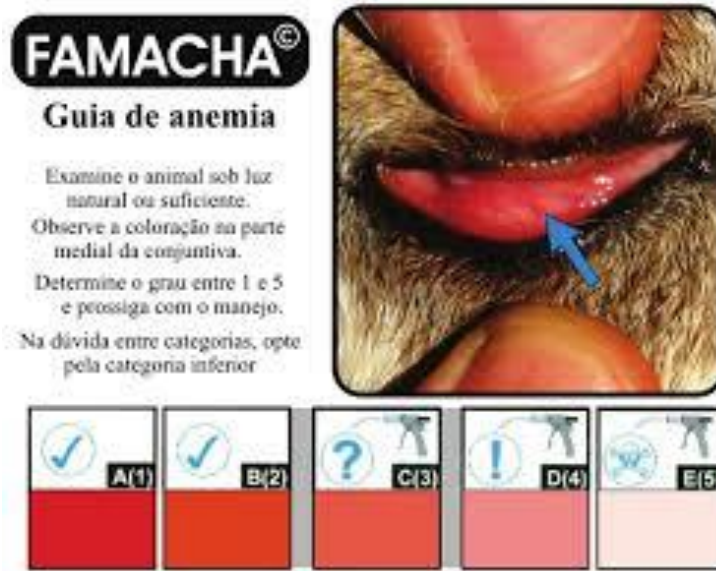 FAMACHA©
Guia de anemia
Examine o animal sob luz
natural ou suficiente.
Observe a coloração na parte
medial da conjuntiva.
Determine o grau entre 1 e 5
e prossiga com o manejo.
Na dúvida entre categorias, opte
pela categoria inferior
A(1) B(2) C(3) D(4) E(5
? !